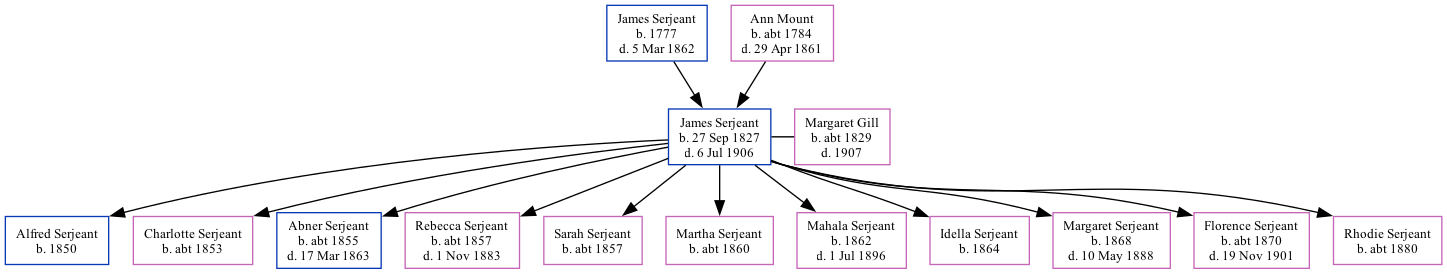 James Serjeant
b. 1777
d. 5 Mar 1862
Ann Mount
b. abt 1784
d. 29 Apr 1861
James Serjeant
b. 27 Sep 1827
d. 6 Jul 1906
Margaret Gill
b. abt 1829
d. 1907
Alfred Serjeant
b. 1850
Charlotte Serjeant
b. abt 1853
Abner Serjeant
b. abt 1855
d. 17 Mar 1863
Rebecca Serjeant
b. abt 1857
d. 1 Nov 1883
Sarah Serjeant
b. abt 1857
Martha Serjeant
b. abt 1860
Mahala Serjeant
b. 1862
d. 1 Jul 1896
Idella Serjeant
b. 1864
Margaret Serjeant
b. 1868
d. 10 May 1888
Florence Serjeant
b. abt 1870
d. 19 Nov 1901
Rhodie Serjeant
b. abt 1880